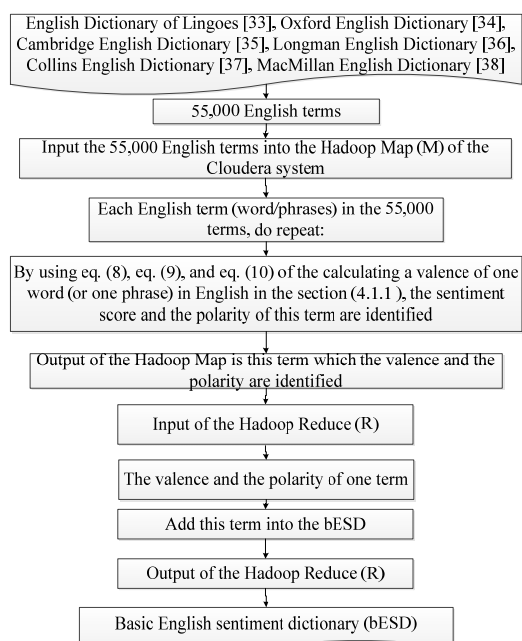 English Dictionary of Lingoes [33], Oxford English Dictionary [34],
Cambridge English Dictionary [35], Longman English Dictionary [36],
Collins English Dictionary [37], MacMillan English Dictionary [38]
55,000 English terms
Input the 55,000 English terms into the Hadoop Map (M) of the
Cloudera system
Each English term (word/phrases) in the 55,000
terms, do repeat:
By using eq. (8), eq. (9), and eq. (10) of the calculating a valence of one
word (or one phrase) in English in the section (4.1.1 ), the sentiment
score and the polarity of this term are identified
Output of the Hadoop Map is this term which the valence and the
polarity are identified
Input of the Hadoop Reduce (R)
The valence and the polarity of one term
Add this term into the bESD
Output of the Hadoop Reduce (R)
Basic English sentiment dictionary (bESD)